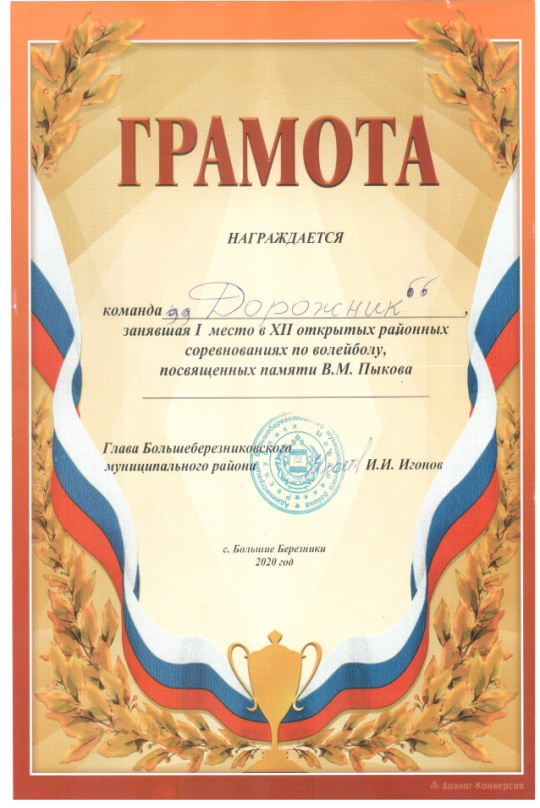 ГРАМОТА
НАГРАЖДАЕТСЯ
команда „Дорожник“,
занявшая I место в XII открытых районных
соревнованиях по волейболу,
посвященных памяти В.М. Пыкова
Глава Большеберезниковского
муниципального района И.И. Игонов
с. Большие Березники
2020 год
Диалог-Конверсия